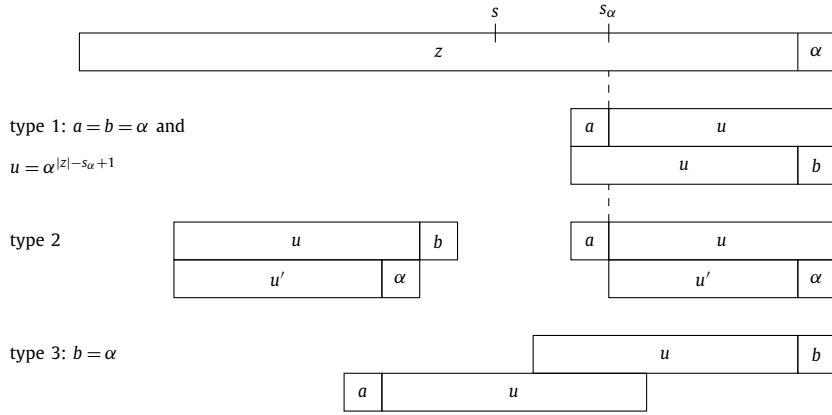 s s_α
z α
type 1: a = b = α and
a u
u = α^{|z|−s_α+1}
u b
type 2
u b a u
u′ α u′ α
type 3: b = α
u b
a u